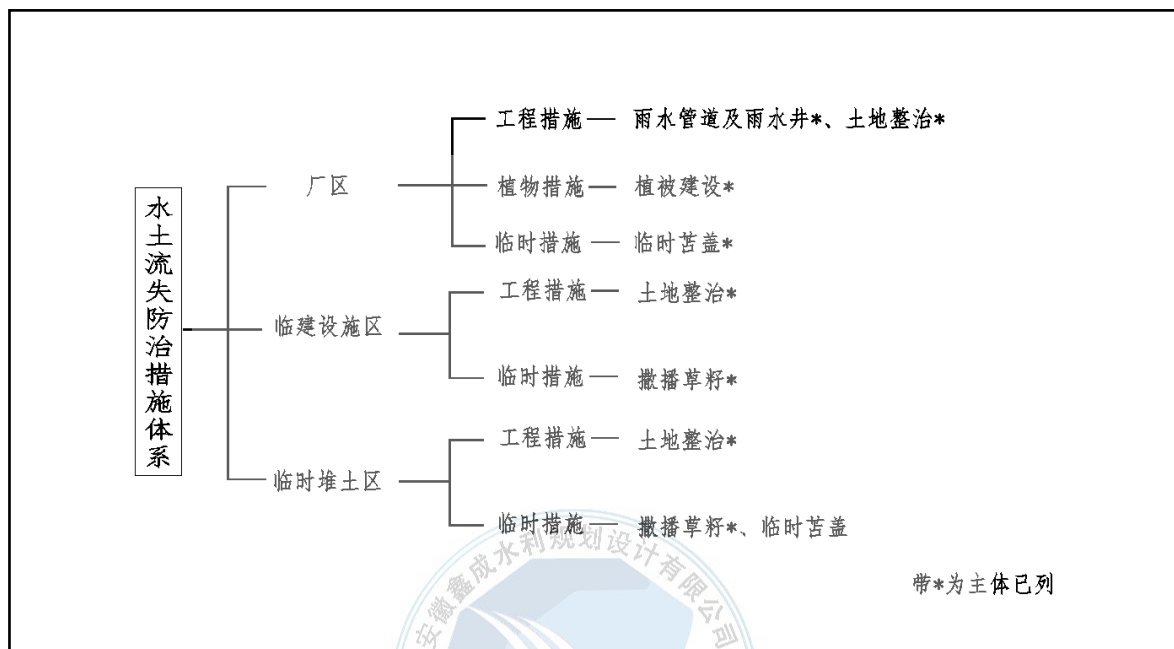 水土流失防治措施体系
厂区
工程措施 — 雨水管道及雨水井*、土地整治*
植物措施 — 植被建设*
临时措施 — 临时苫盖*
临建设施区
工程措施 — 土地整治*
临时措施 — 撒播草籽*
临时堆土区
工程措施 — 土地整治*
临时措施 — 撒播草籽*、临时苫盖
带*为主体已列
安徽鑫成水利规划设计有限公司